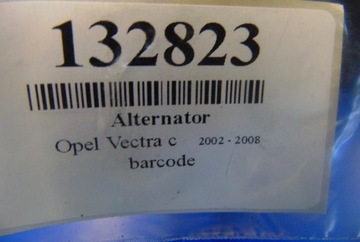 132823
Alternator
Opel Vectra c 2002 - 2008
barcode